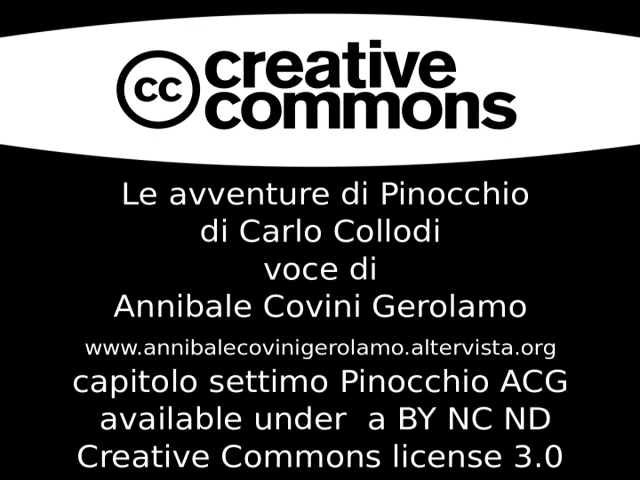 cc creative
commons
Le avventure di Pinocchio
di Carlo Collodi
voce di
Annibale Covini Gerolamo
www.annibalecovinigerolamo.altervista.org
capitolo settimo Pinocchio ACG
available under a BY NC ND
Creative Commons license 3.0